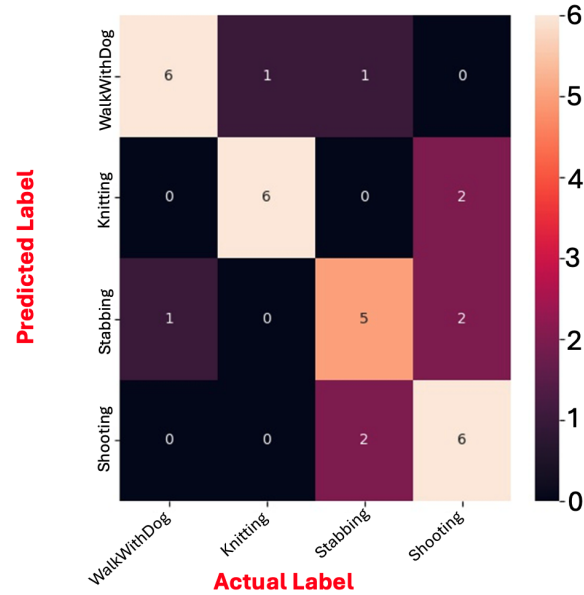 Predicted Label
WalkWithDog
Knitting
Stabbing
Shooting
6 1 1 0
0 6 0 2
1 0 5 2
0 0 2 6
WalkWithDog
Knitting
Stabbing
Shooting
Actual Label
6
5
4
3
2
1
0